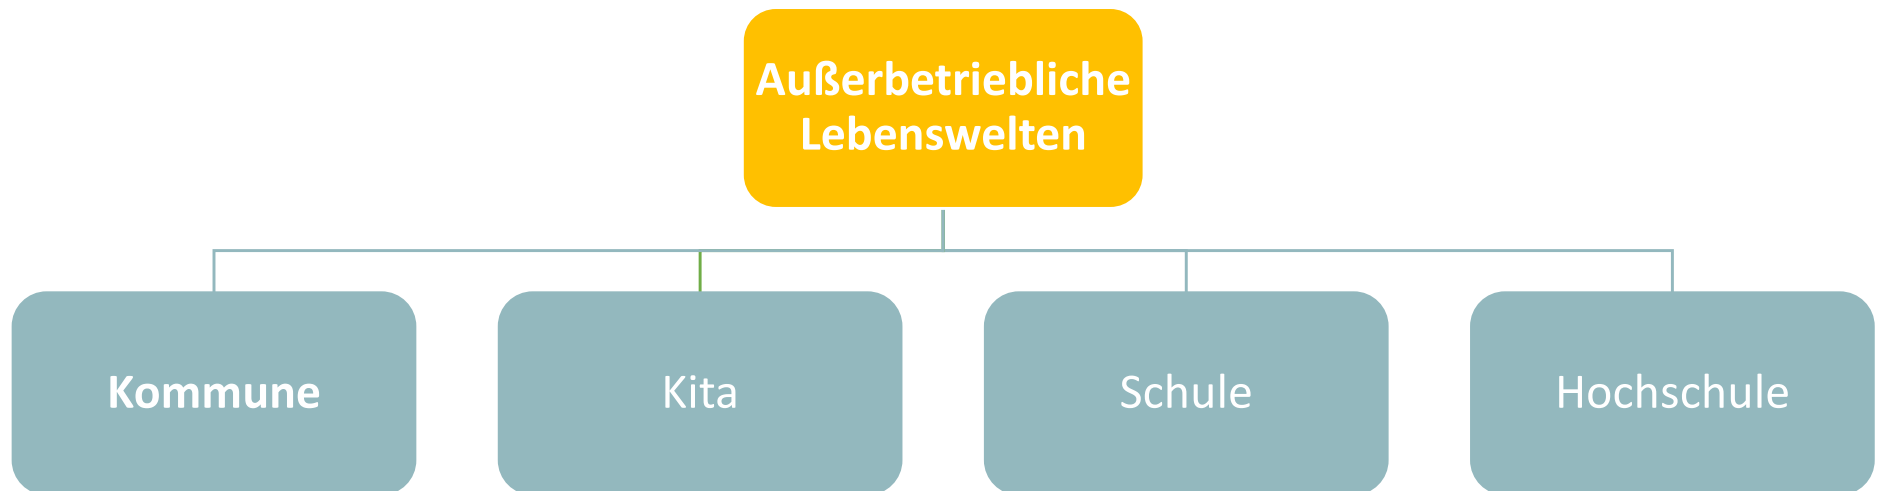 Außerbetriebliche
Lebenswelten
Kommune
Kita
Schule
Hochschule